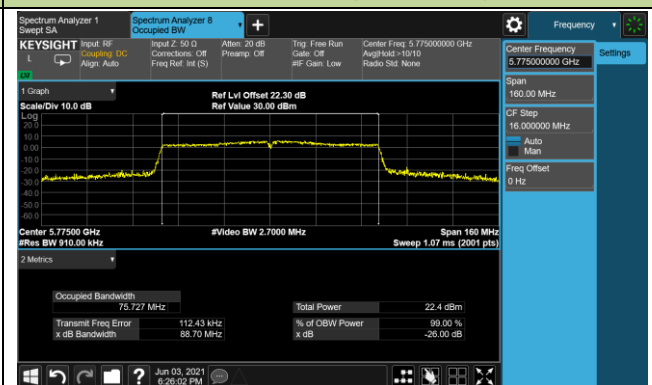 Spectrum Analyzer 1
Swept SA
Spectrum Analyzer 8
Occupied BW
+
Frequency
KEYSIGHT
L
Input: RF
Coupling: DC
Align: Auto
Input Z: 50 Ω
Corrections: Off
Freq Ref: Int (S)
Atten: 20 dB
Preamp: Off
Trig: Free Run
Gate: Off
#IF Gain: Low
Center Freq: 5.775000000 GHz
Avg|Hold:>10/10
Radio Std: None
Center Frequency
5.775000000 GHz
Settings
Span
160.00 MHz
CF Step
16.000000 MHz
Auto
Man
Freq Offset
0 Hz
1 Graph
Scale/Div 10.0 dB
Ref Lvl Offset 22.30 dB
Ref Value 30.00 dBm
Log
20.0
10.0
0.00
-10.0
-20.0
-30.0
-40.0
-50.0
-60.0
Center 5.77500 GHz
#Res BW 910.00 kHz
#Video BW 2.7000 MHz
Span 160 MHz
Sweep 1.07 ms (2001 pts)
2 Metrics
Occupied Bandwidth
75.727 MHz
Total Power 22.4 dBm
Transmit Freq Error 112.43 kHz
% of OBW Power 99.00 %
x dB Bandwidth 88.70 MHz
x dB -26.00 dB
?
Jun 03, 2021
6:26:02 PM